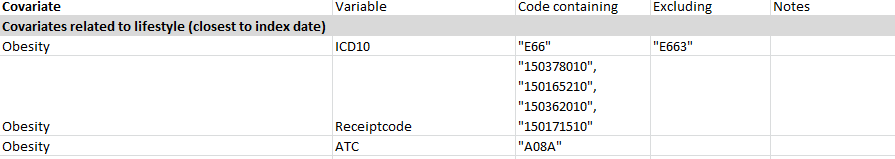 Covariate Variable Code containing Excluding Notes
Covariates related to lifestyle (closest to index date)
Obesity ICD10 "E66" "E663"
"150378010",
"150165210",
"150362010",
Obesity Receiptcode "150171510"
Obesity ATC "A08A"